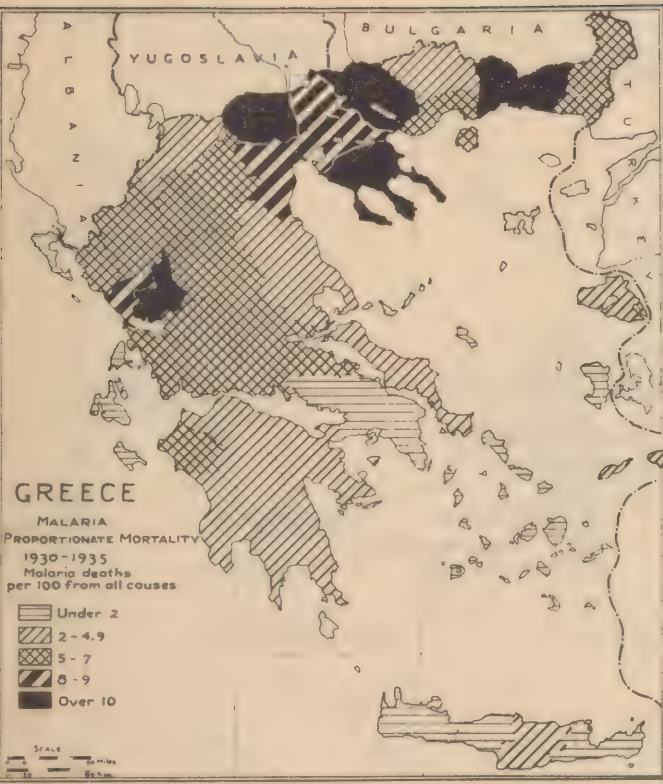 ALBANIA
YUGOSLAVIA
BULGARIA
TURKEY
GREECE
MALARIA
PROPORTIONATE MORTALITY
1930-1935
Malaria deaths
per 100 from all causes
Under 2
2-4.9
5-7
8-9
Over 10
SCALE